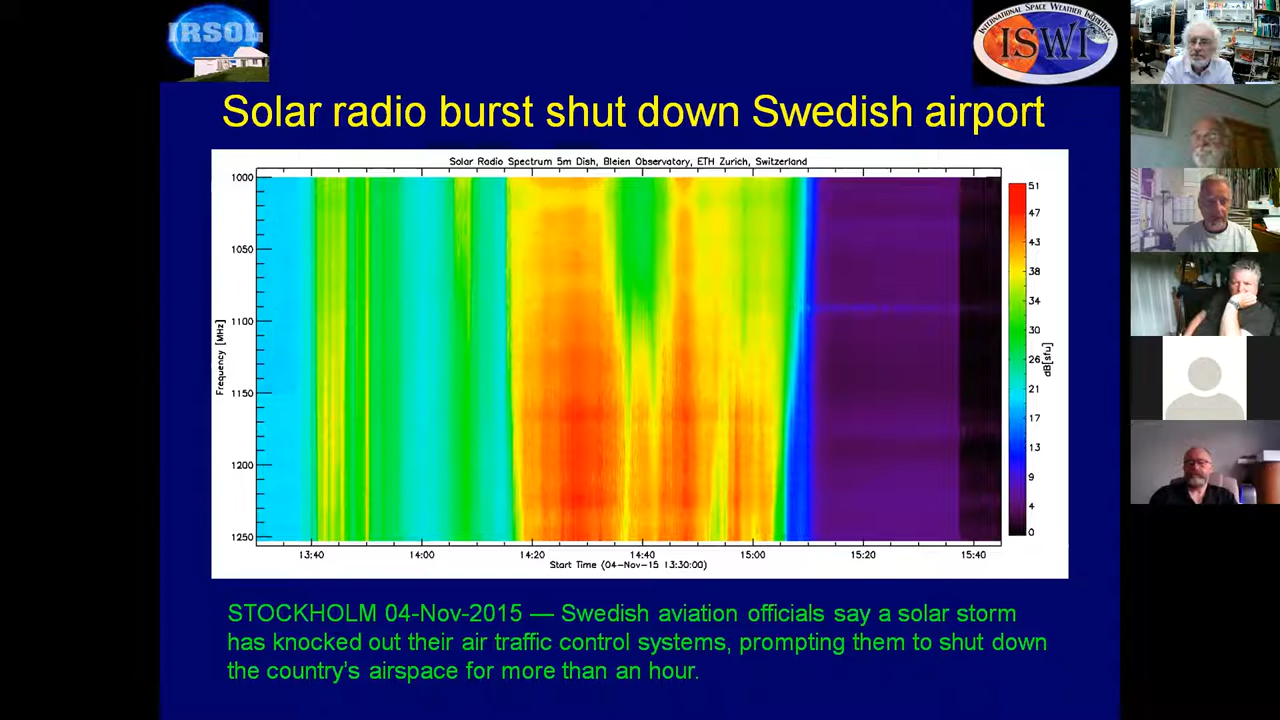 IRSOL
INTERNATIONAL SPACE WEATHER INITIATIVE
ISWI
Solar radio burst shut down Swedish airport
Solar Radio Spectrum 5m Dish, Bleien Observatory, ETH Zurich, Switzerland
1000
1050
1100
1150
1200
1250
Frequency [MHz]
13:40
14:00
14:20
14:40
15:00
15:20
15:40
Start Time (04-Nov-15 13:30:00)
51
47
43
38
34
30
26
21
17
13
9
4
0
dB[sfu]
STOCKHOLM 04-Nov-2015 — Swedish aviation officials say a solar storm
has knocked out their air traffic control systems, prompting them to shut down
the country's airspace for more than an hour.